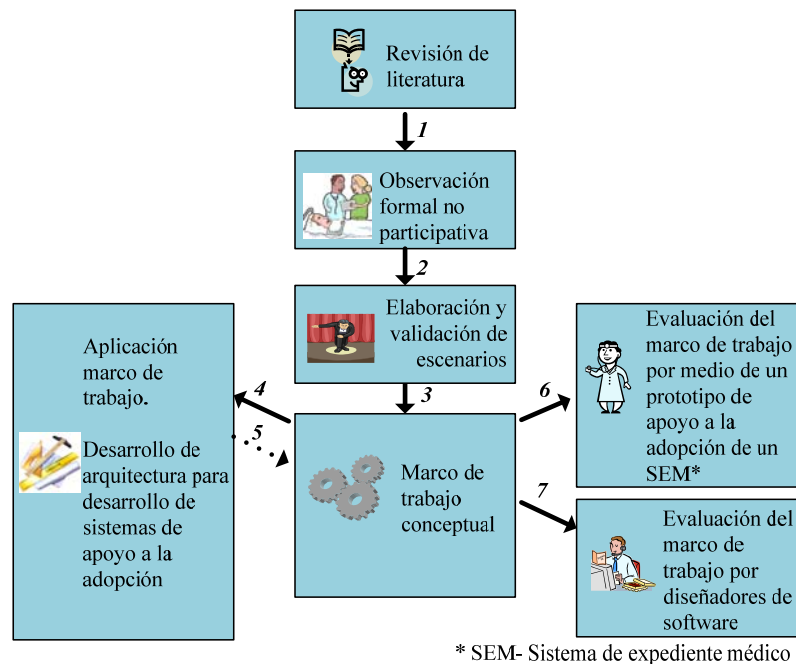 Revisión de
literatura
1
Observación
formal no
participativa
2
Elaboración y
validación de
escenarios
3
Aplicación
marco de
trabajo.
Desarrollo de
arquitectura para
desarrollo de
sistemas de
apoyo a la
adopción
4
5
Marco de
trabajo
conceptual
6
Evaluación del
marco de trabajo
por medio de un
prototipo de
apoyo a la
adopción de un
SEM*
7
Evaluación del
marco de
trabajo por
diseñadores de
software
* SEM- Sistema de expediente médico